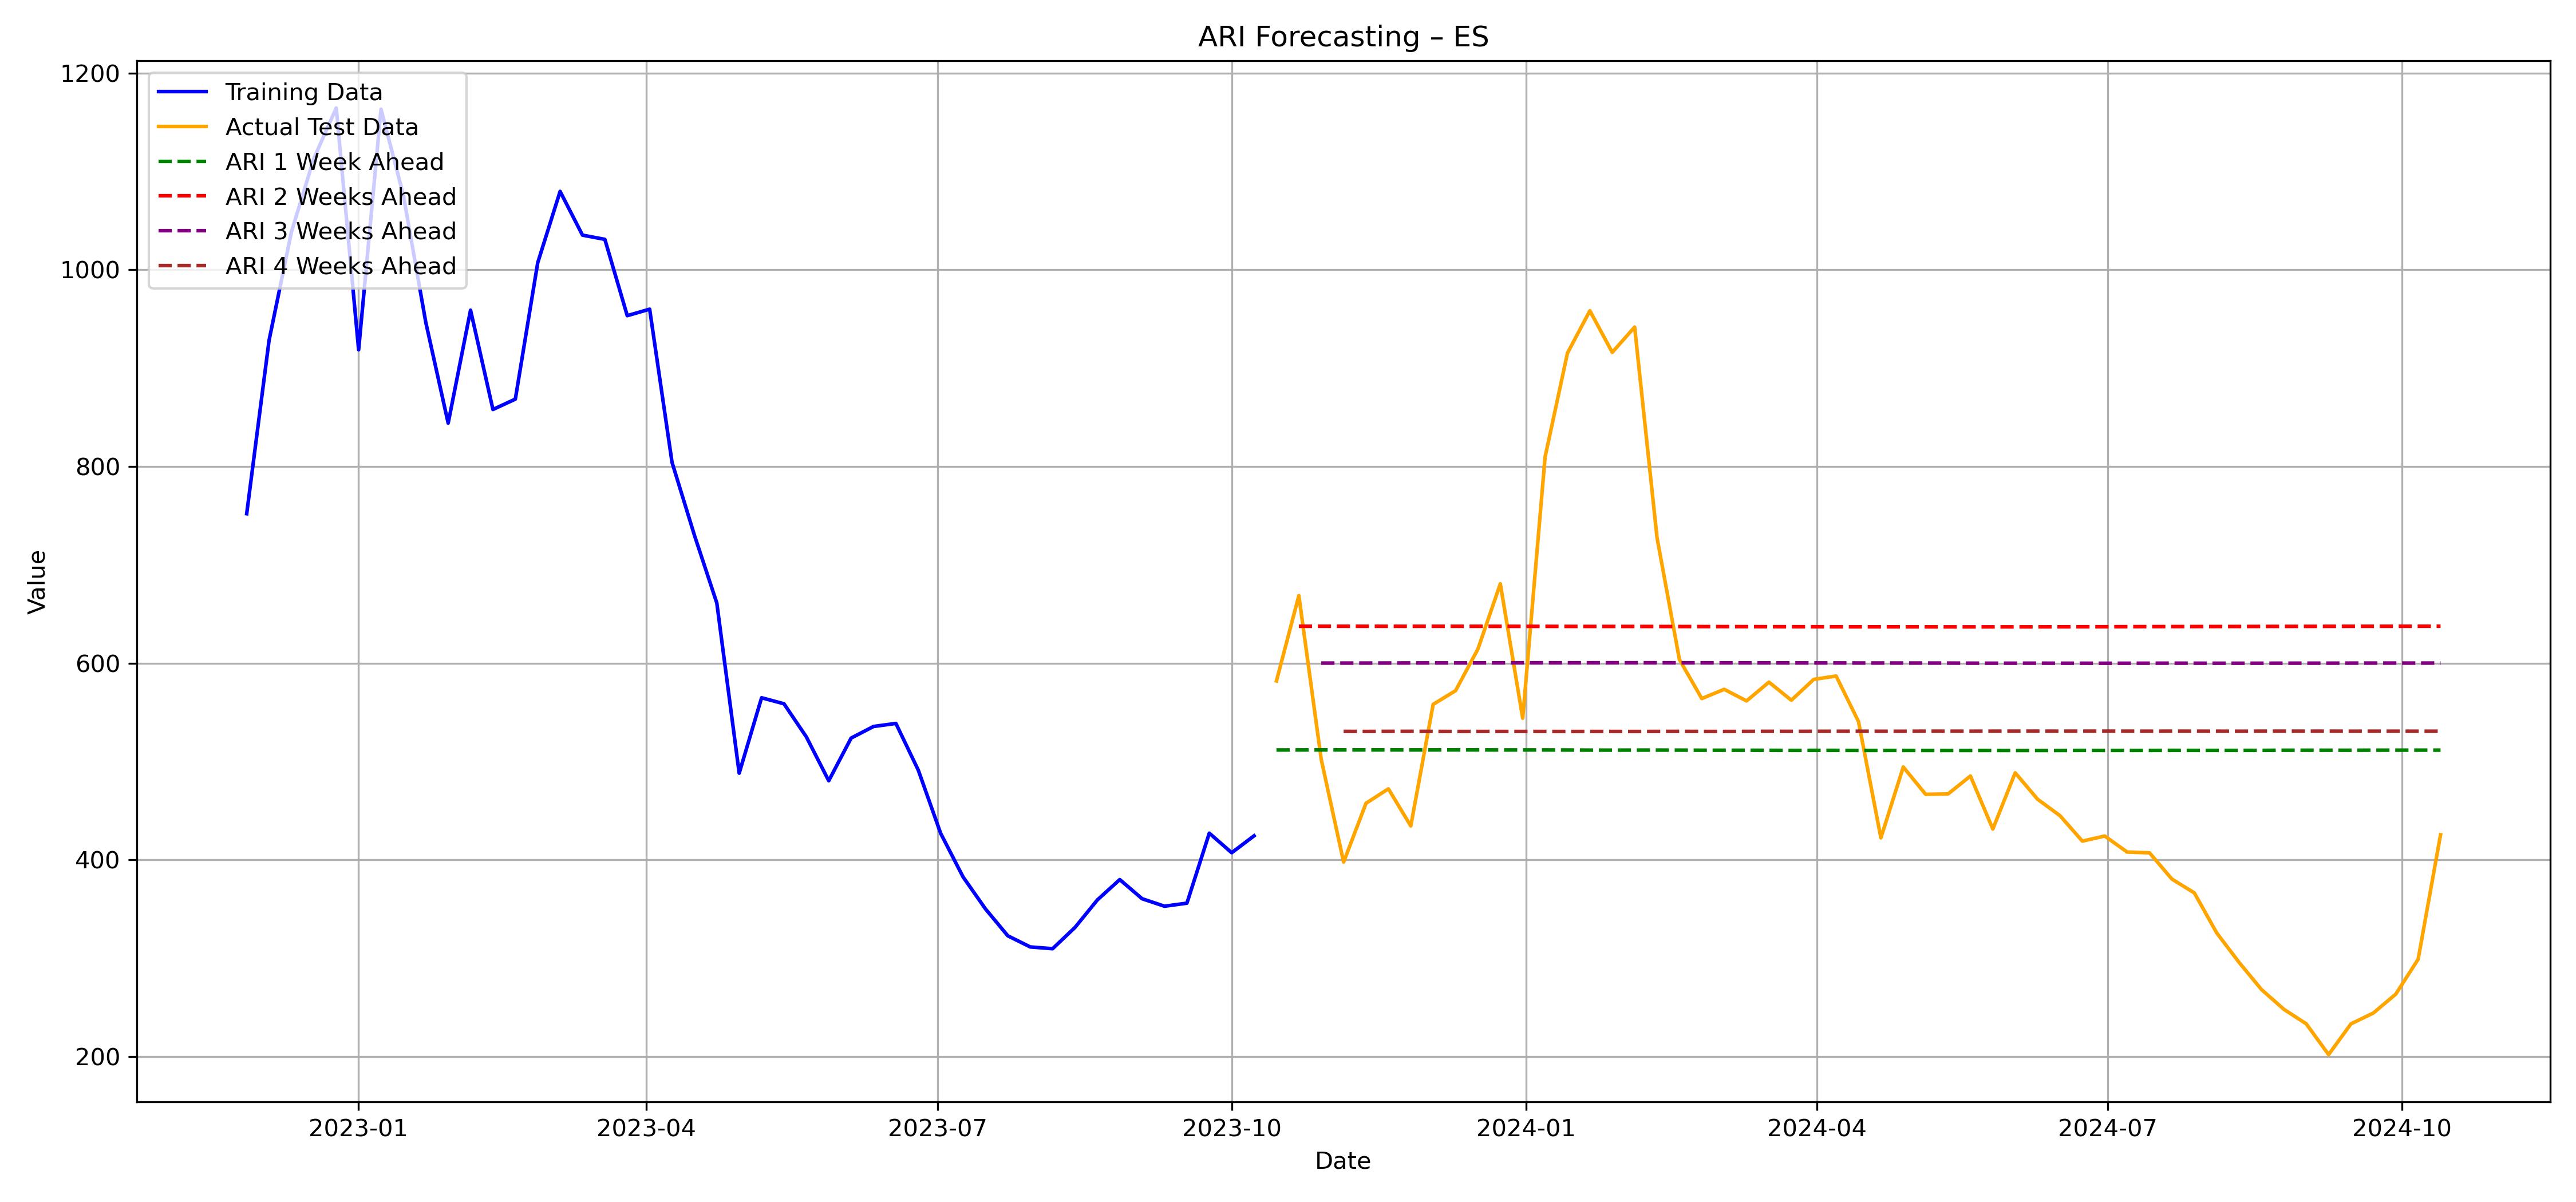 ARI Forecasting – ES
1200
1000
800
600
400
200
Value
Training Data
Actual Test Data
ARI 1 Week Ahead
ARI 2 Weeks Ahead
ARI 3 Weeks Ahead
ARI 4 Weeks Ahead
2023-01
2023-04
2023-07
2023-10
2024-01
2024-04
2024-07
2024-10
Date